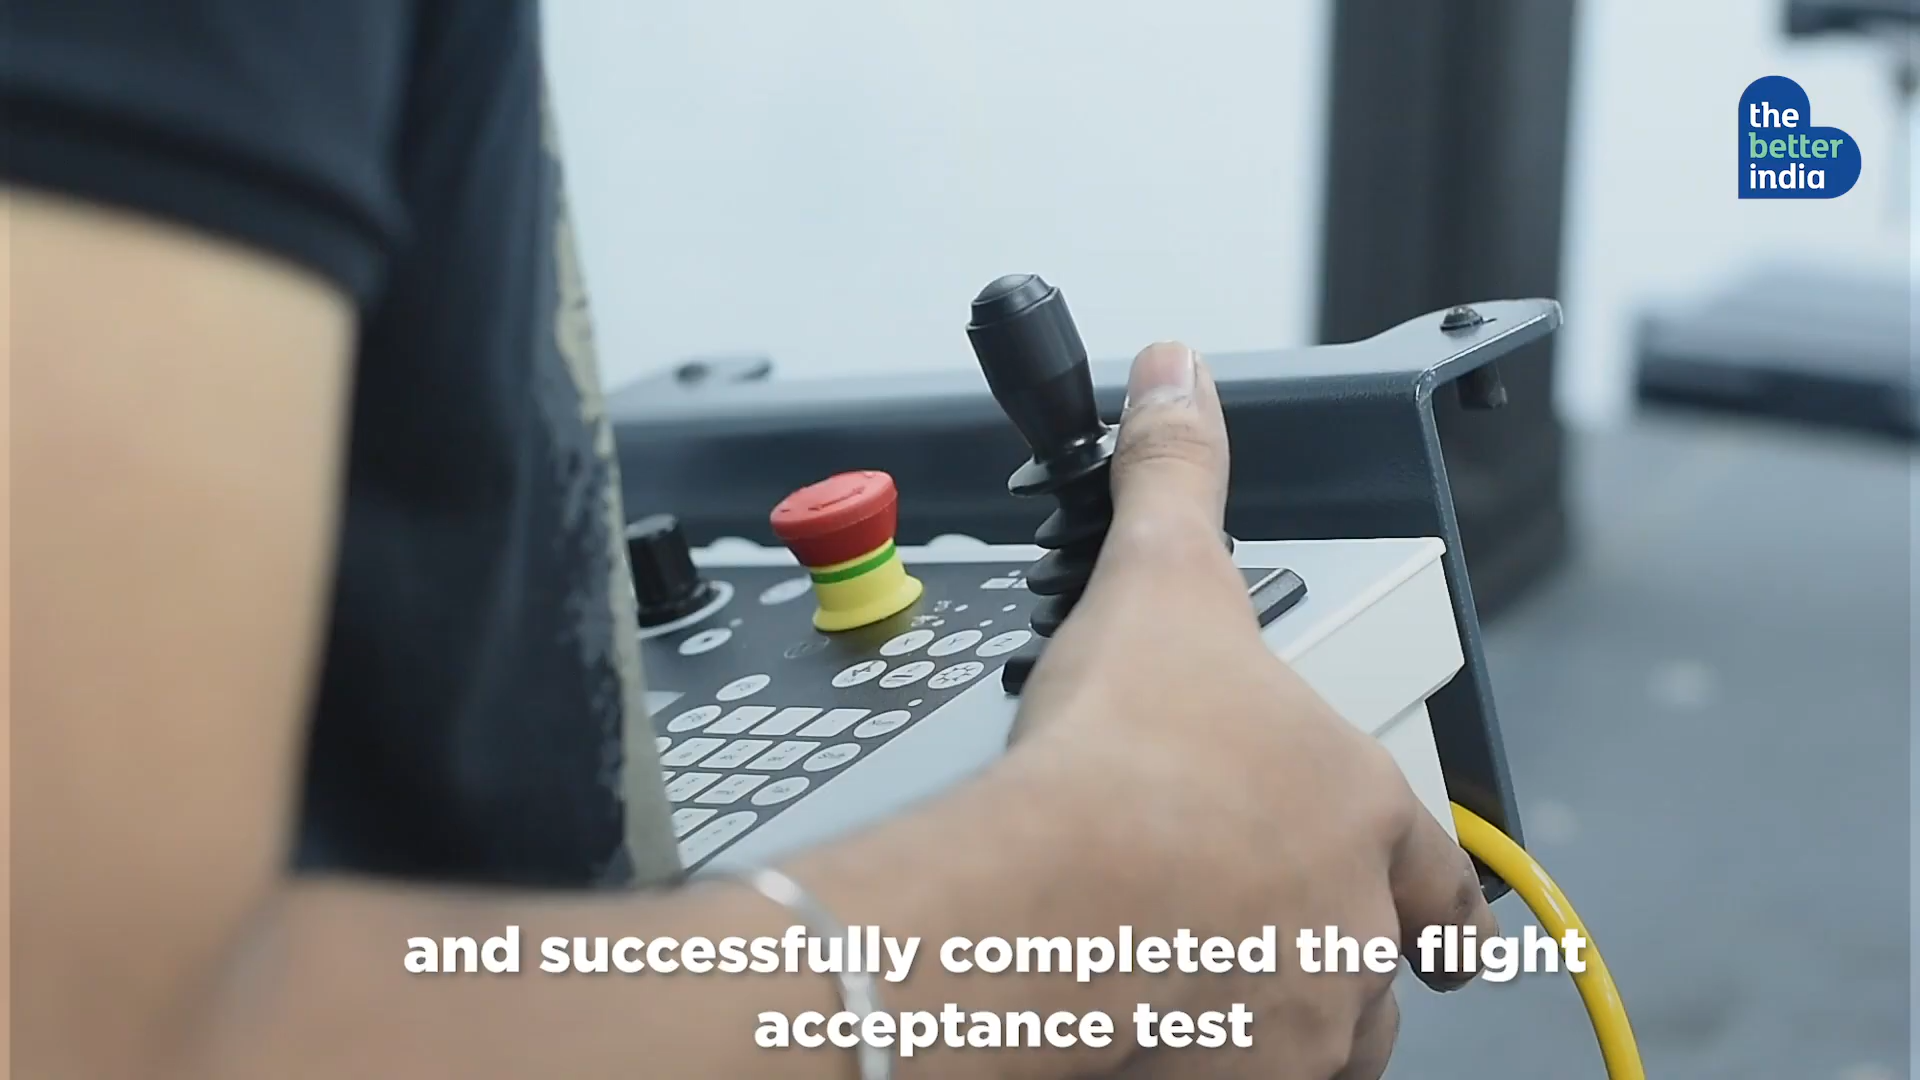 the
better
india
X Y Z
and successfully completed the flight
acceptance test